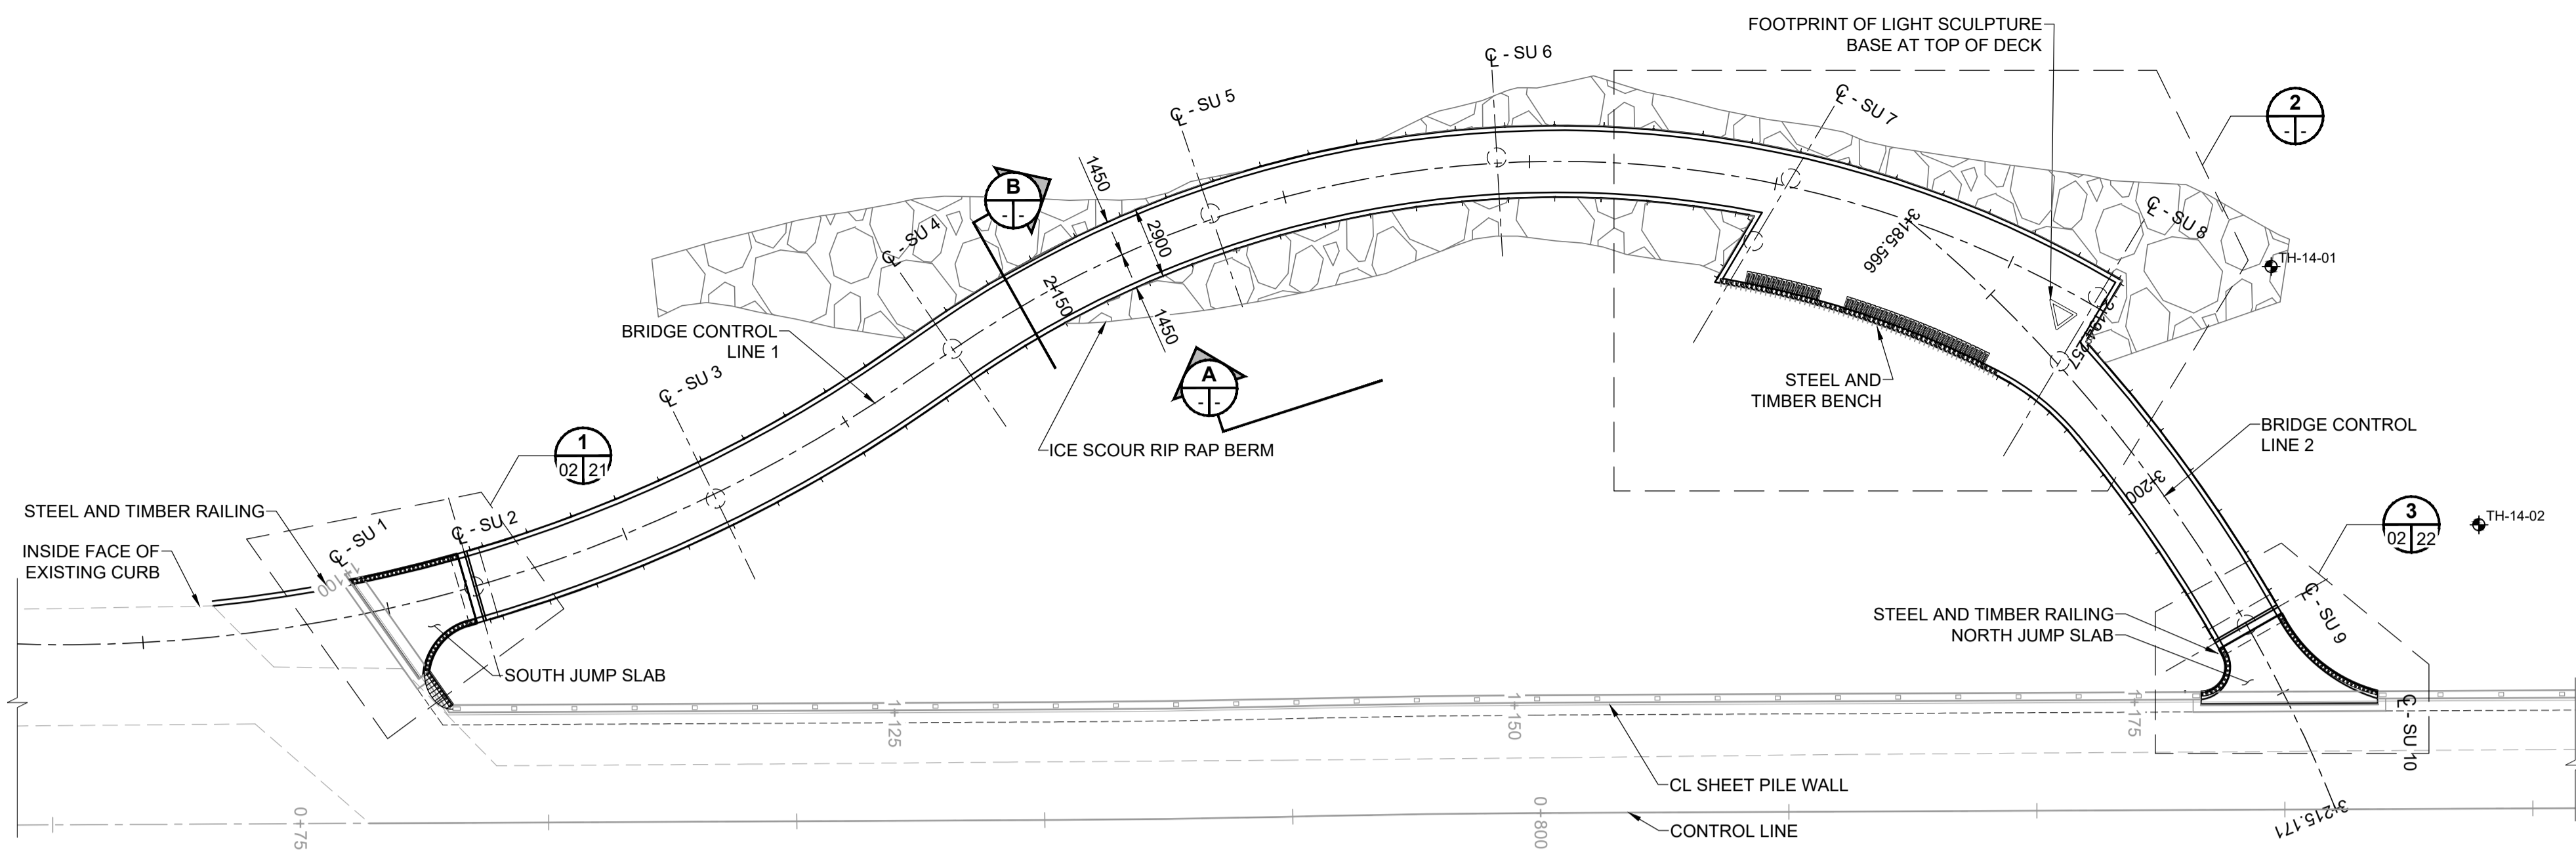 FOOTPRINT OF LIGHT SCULPTURE
BASE AT TOP OF DECK
℄ - SU 6
℄ - SU 5
℄ - SU 7
2
- -
B
- -
1450
2900
1450
2+150
℄ - SU 4
℄ - SU 8
TH-14-01
3+185.566
BRIDGE CONTROL
LINE 1
℄ - SU 3
A
- -
STEEL AND
TIMBER BENCH
ICE SCOUR RIP RAP BERM
BRIDGE CONTROL
LINE 2
3+200
1
02 21
STEEL AND TIMBER RAILING
INSIDE FACE OF
EXISTING CURB
℄ - SU 1
℄ - SU 2
1+100
3
02 22
TH-14-02
STEEL AND TIMBER RAILING
NORTH JUMP SLAB
℄ - SU 9
SOUTH JUMP SLAB
1+125
1+150
1+175
℄ - SU 10
CL SHEET PILE WALL
0+75
0+800
CONTROL LINE
3+215.171